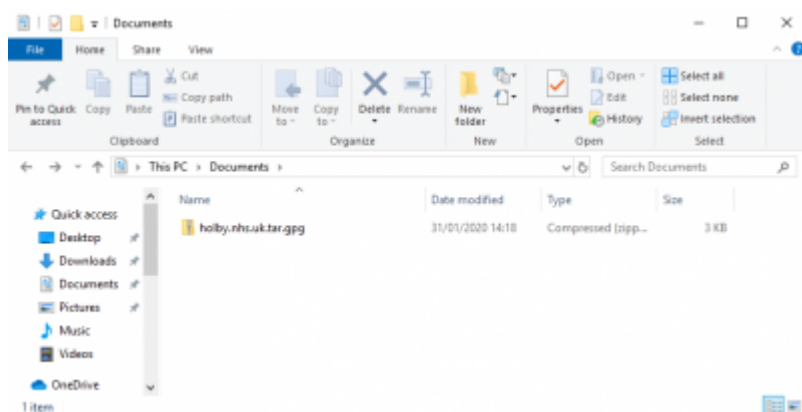 Documents
File Home Share View
Pin to Quick access
Copy
Paste
Cut
Copy path
Paste shortcut
Clipboard
Move to
Copy to
Delete
Rename
Organize
New folder
New
Properties
Open
Edit
History
Open
Select all
Select none
Invert selection
Select
This PC > Documents >
Search Documents
Name Date modified Type Size
Quick access
Desktop
Downloads
Documents
Pictures
Music
Videos
OneDrive
holby.nhs.uk.tar.gpg 31/01/2020 14:18 Compressed (zipp... 3 KB
1 item